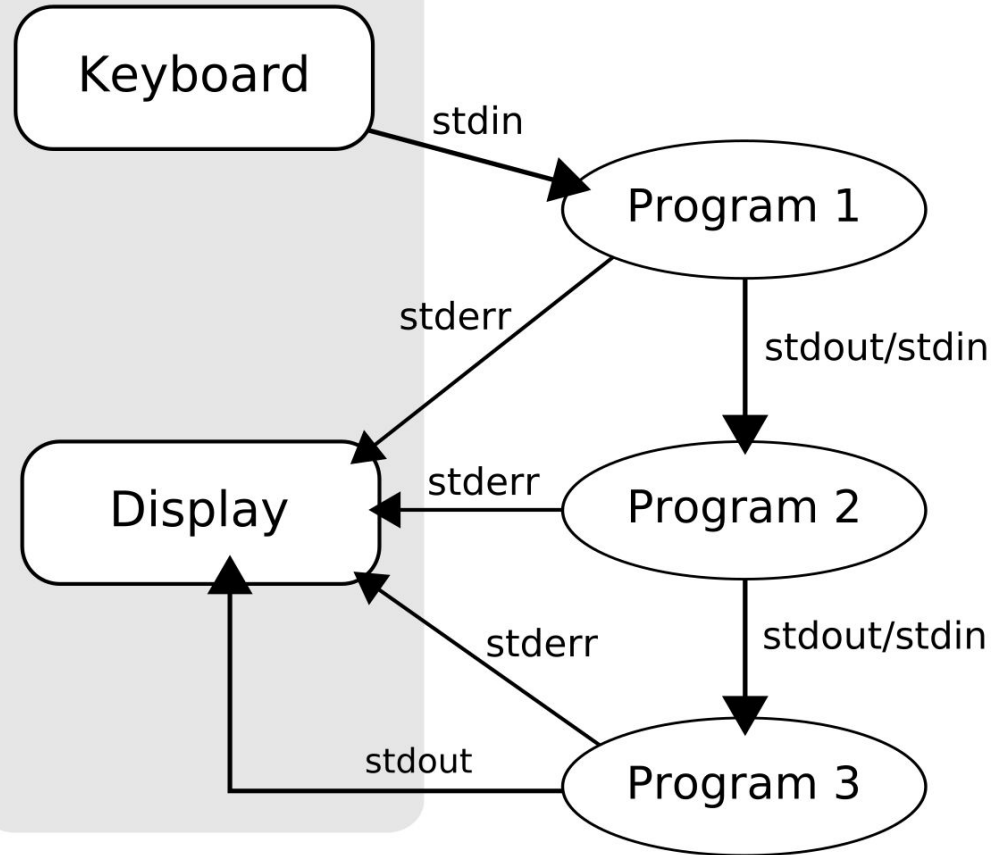 Keyboard
stdin
Program 1
stderr
stdout/stdin
stderr
Display
Program 2
stderr
stdout/stdin
stdout
Program 3